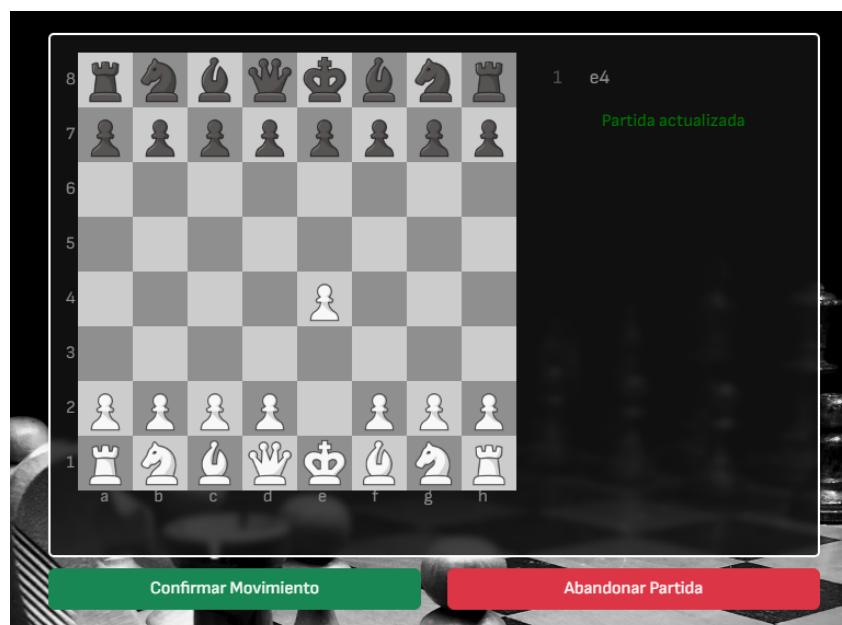 8
1 e4
7
Partida actualizada
6
5
4
3
2
1
a b c d e f g h
Confirmar Movimiento
Abandonar Partida